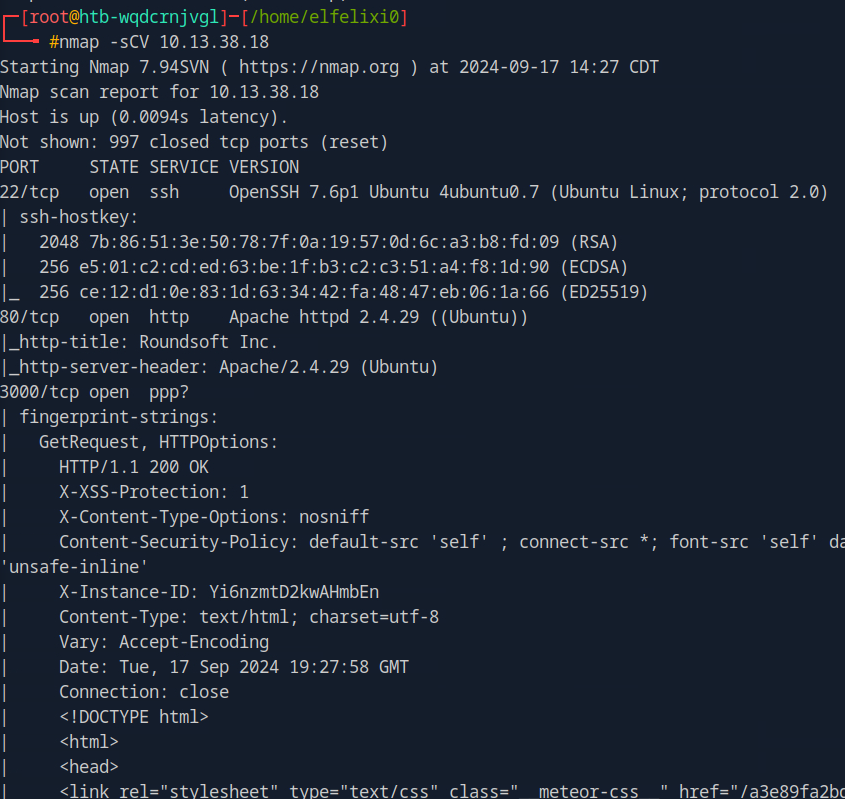 [root@htb-wqdcrnjvgl]-[/home/elfelixi0]
#nmap -sCV 10.13.38.18
Starting Nmap 7.94SVN ( https://nmap.org ) at 2024-09-17 14:27 CDT
Nmap scan report for 10.13.38.18
Host is up (0.0094s latency).
Not shown: 997 closed tcp ports (reset)
PORT     STATE SERVICE VERSION
22/tcp   open  ssh     OpenSSH 7.6p1 Ubuntu 4ubuntu0.7 (Ubuntu Linux; protocol 2.0)
| ssh-hostkey:
|   2048 7b:86:51:3e:50:78:7f:0a:19:57:0d:6c:a3:b8:fd:09 (RSA)
|   256 e5:01:c2:cd:ed:63:be:1f:b3:c2:c3:51:a4:f8:1d:90 (ECDSA)
|_  256 ce:12:d1:0e:83:1d:63:34:42:fa:48:47:eb:06:1a:66 (ED25519)
80/tcp   open  http    Apache httpd 2.4.29 ((Ubuntu))
|_http-title: Roundsoft Inc.
|_http-server-header: Apache/2.4.29 (Ubuntu)
3000/tcp open  ppp?
| fingerprint-strings:
|   GetRequest, HTTPOptions:
|     HTTP/1.1 200 OK
|     X-XSS-Protection: 1
|     X-Content-Type-Options: nosniff
|     Content-Security-Policy: default-src 'self' ; connect-src *; font-src 'self' da
'unsafe-inline'
|     X-Instance-ID: Yi6nzmtD2kwAHmbEn
|     Content-Type: text/html; charset=utf-8
|     Vary: Accept-Encoding
|     Date: Tue, 17 Sep 2024 19:27:58 GMT
|     Connection: close
|     <!DOCTYPE html>
|     <html>
|     <head>
|     <link rel="stylesheet" type="text/css" class="__meteor-css__" href="/a3e89fa2bd